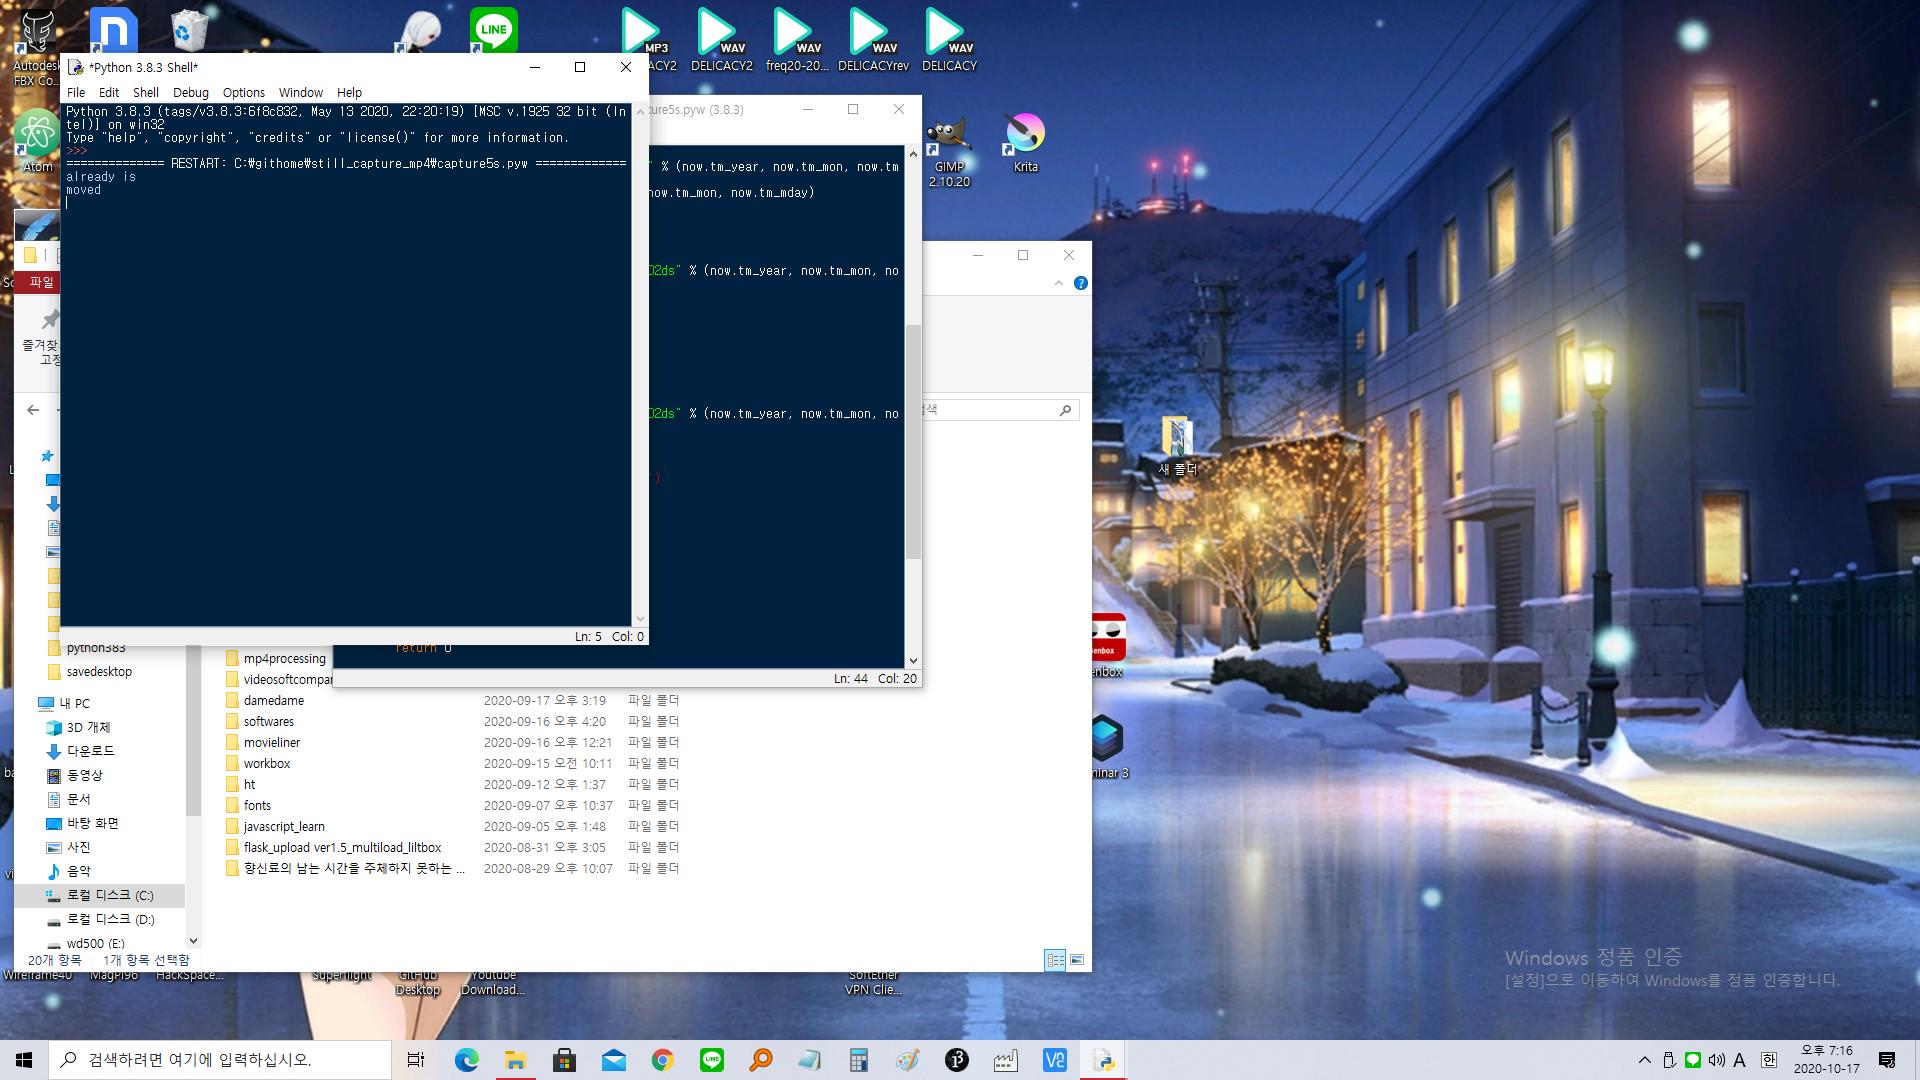 Autodesk
FBX Co...
LINE
MP3
WAV
WAV
WAV
WAV
ACY2
DELICACY2
freq20-20...
DELICACYrev
DELICACY
*Python 3.8.3 Shell*
File Edit Shell Debug Options Window Help
Python 3.8.3 (tags/v3.8.3:6f8c832, May 13 2020, 22:20:19) [MSC v.1925 32 bit (In
tel)] on win32
Type "help", "copyright", "credits" or "license()" for more information.
>>>
============== RESTART: C:₩githome₩still_capture_mp4₩capture5s.pyw =============
already is
moved
Ln: 5 Col: 0
ture5s.pyw (3.8.3)
" % (now.tm_year, now.tm_mon, now.tm
now.tm_mon, now.tm_mday)
02ds" % (now.tm_year, now.tm_mon, no
02ds" % (now.tm_year, now.tm_mon, no
')
return 0
Ln: 44 Col: 20
Atom
GIMP
2.10.20
Krita
파일
즐겨찾
고정
검색
새 폴더
enbox
minar 3
python383
savedesktop
내 PC
3D 개체
다운로드
동영상
문서
바탕 화면
사진
음악
로컬 디스크 (C:)
로컬 디스크 (D:)
wd500 (E:)
mp4processing
videosoftcompar
damedame 2020-09-17 오후 3:19 파일 폴더
softwares 2020-09-16 오후 4:20 파일 폴더
movieliner 2020-09-16 오후 12:21 파일 폴더
workbox 2020-09-15 오전 10:11 파일 폴더
ht 2020-09-12 오후 1:37 파일 폴더
fonts 2020-09-07 오후 10:37 파일 폴더
javascript_learn 2020-09-05 오후 1:48 파일 폴더
flask_upload ver1.5_multiload_liltbox 2020-08-31 오후 3:05 파일 폴더
향신료의 남는 시간을 주체하지 못하는 ... 2020-08-29 오후 10:07 파일 폴더
20개 항목 1개 항목 선택함
Wireframe40
MagPi96
HackSpace...
Superflight
GitHub
Desktop
Youtube
Download...
SoftEther
VPN Clie...
Windows 정품 인증
[설정]으로 이동하여 Windows를 정품 인증합니다.
검색하려면 여기에 입력하십시오.
A
한
오후 7:16
2020-10-17